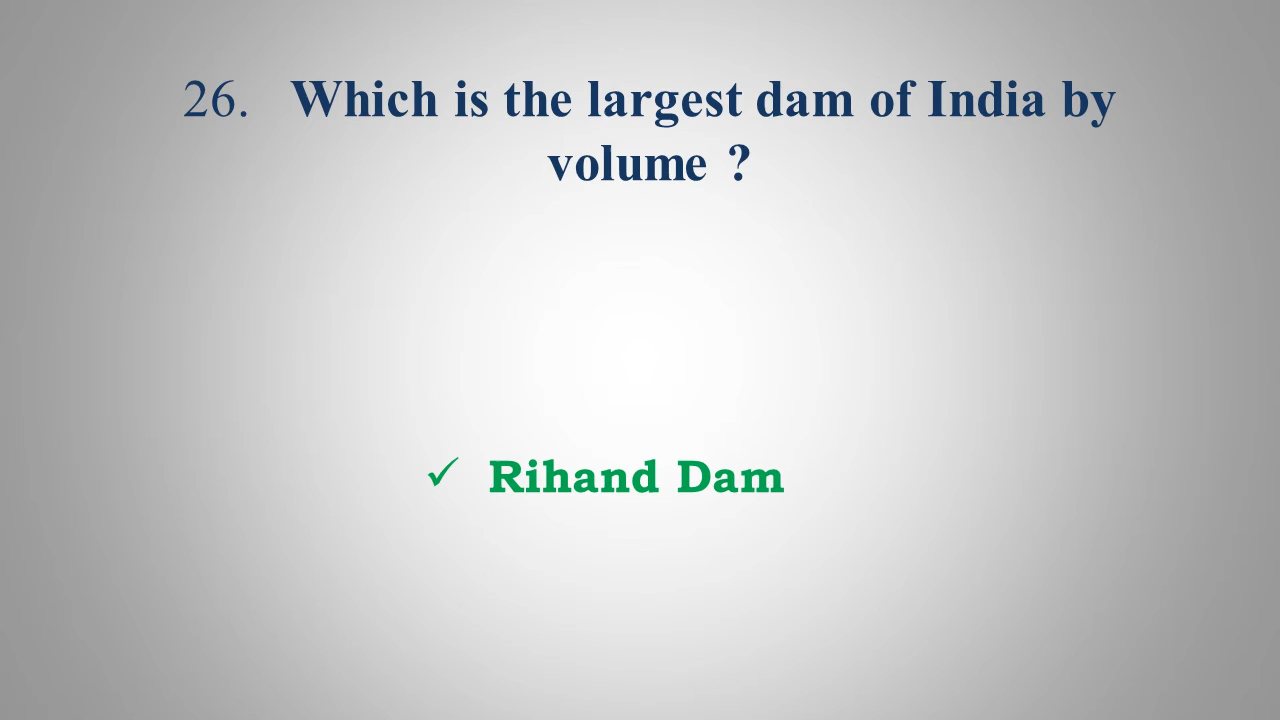 26. Which is the largest dam of India by
volume ?
✓ Rihand Dam